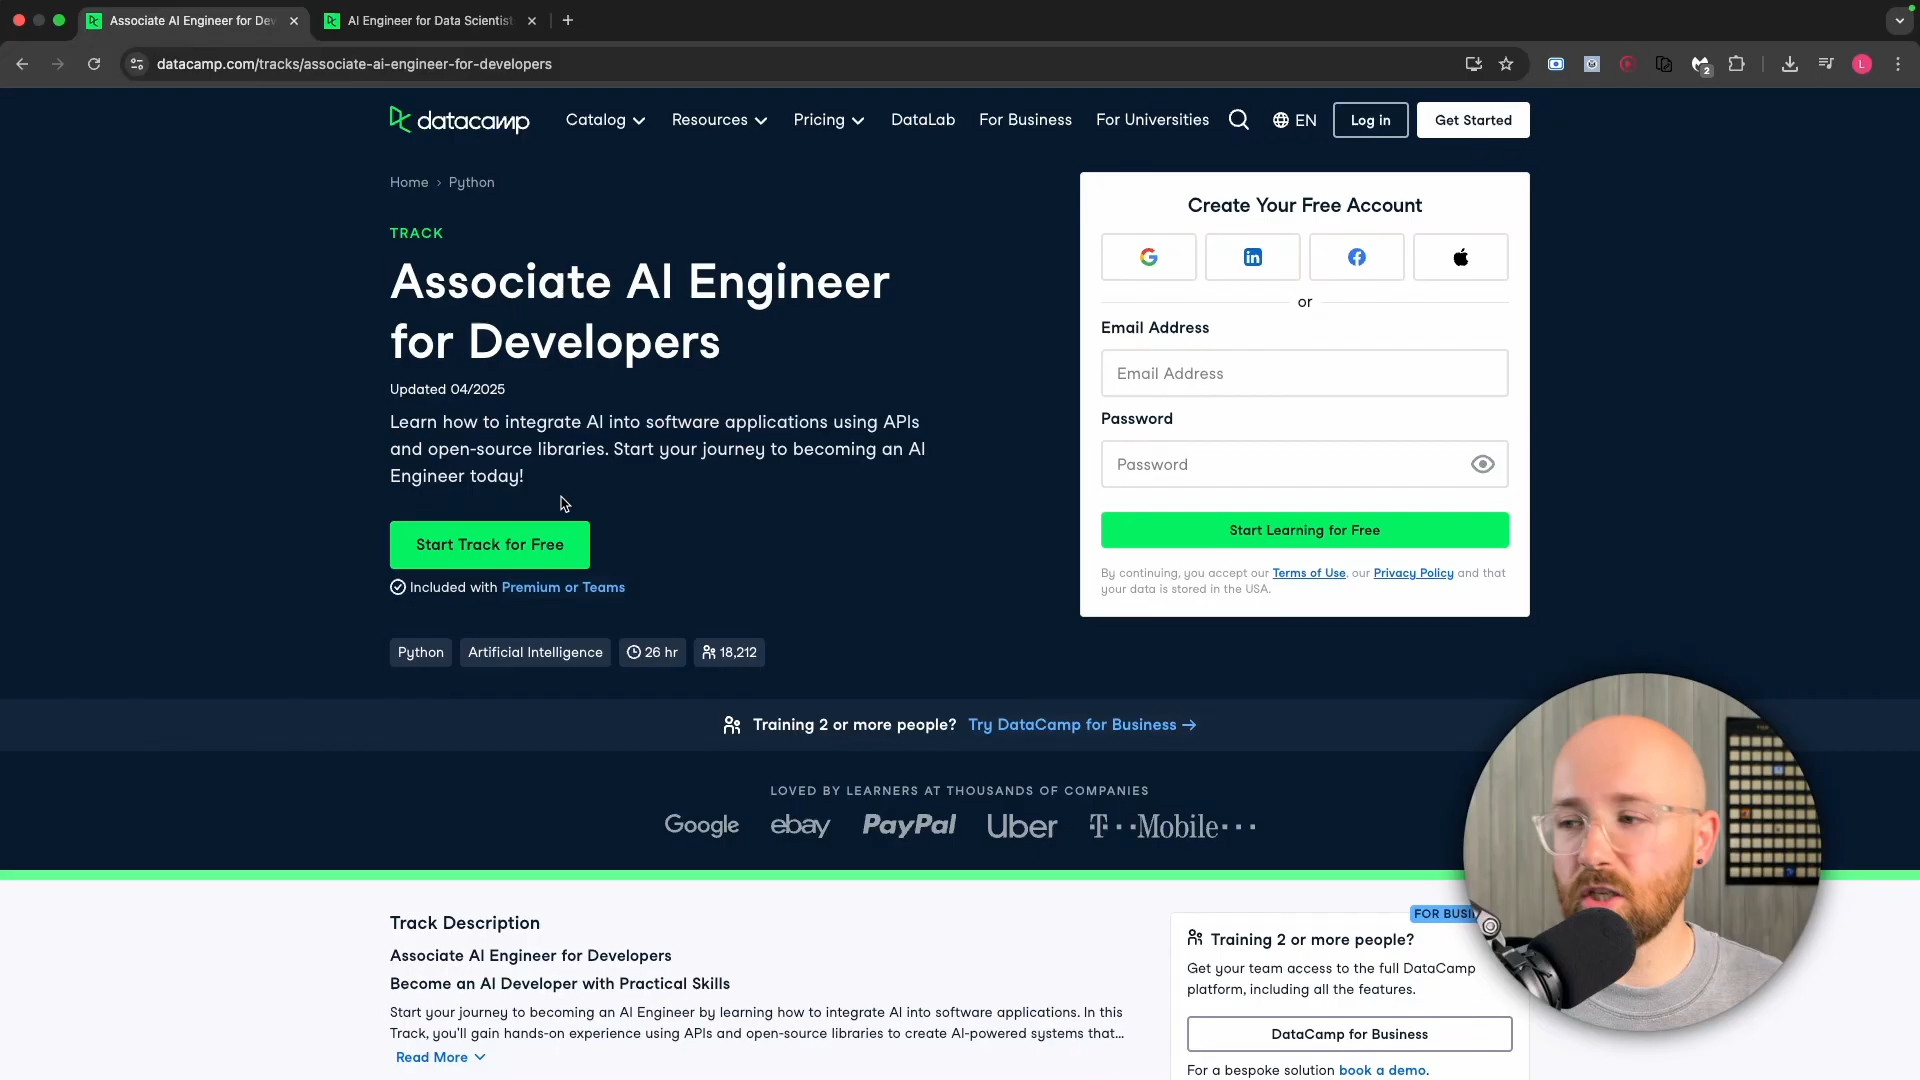 Associate AI Engineer for Dev
AI Engineer for Data Scientist
datacamp.com/tracks/associate-ai-engineer-for-developers
2
L
datacamp
Catalog
Resources
Pricing
DataLab
For Business
For Universities
EN
Log in
Get Started
Home › Python
TRACK
Associate AI Engineer
for Developers
Updated 04/2025
Learn how to integrate AI into software applications using APIs
and open-source libraries. Start your journey to becoming an AI
Engineer today!
Start Track for Free
Included with Premium or Teams
Python
Artificial Intelligence
26 hr
18,212
Create Your Free Account
or
Email Address
Email Address
Password
Password
Start Learning for Free
By continuing, you accept our Terms of Use, our Privacy Policy and that
your data is stored in the USA.
Training 2 or more people? Try DataCamp for Business →
LOVED BY LEARNERS AT THOUSANDS OF COMPANIES
Google ebay PayPal Uber T··Mobile···
Track Description
Associate AI Engineer for Developers
Become an AI Developer with Practical Skills
Start your journey to becoming an AI Engineer by learning how to integrate AI into software applications. In this
Track, you'll gain hands-on experience using APIs and open-source libraries to create AI-powered systems that...
Read More
FOR BUSI
Training 2 or more people?
Get your team access to the full DataCamp
platform, including all the features.
DataCamp for Business
For a bespoke solution book a demo.